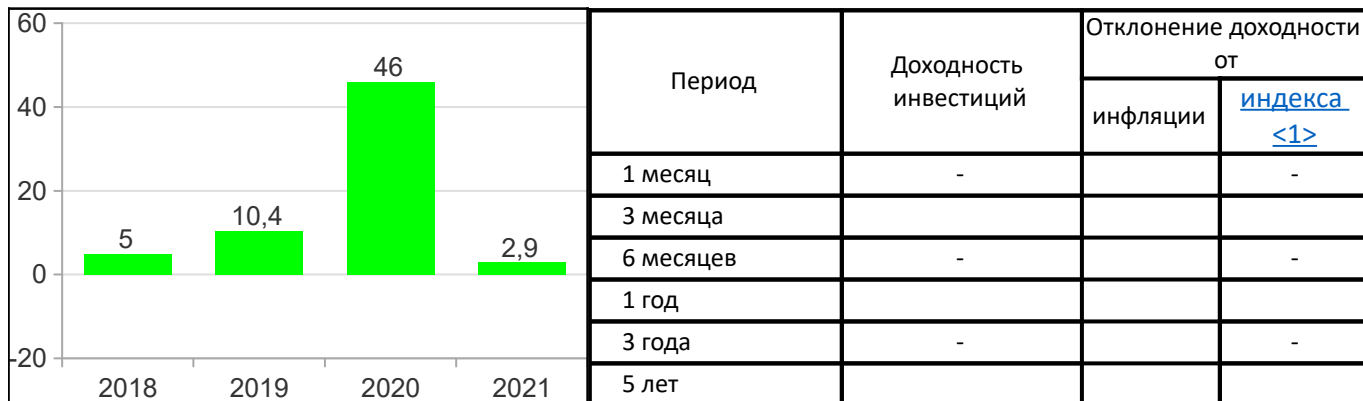 60
40
20
0
-20
5
10,4
46
2,9
2018 2019 2020 2021
Период
Доходность
инвестиций
Отклонение доходности
от
инфляции
индекса
<1>
1 месяц - -
3 месяца
6 месяцев - -
1 год
3 года - -
5 лет